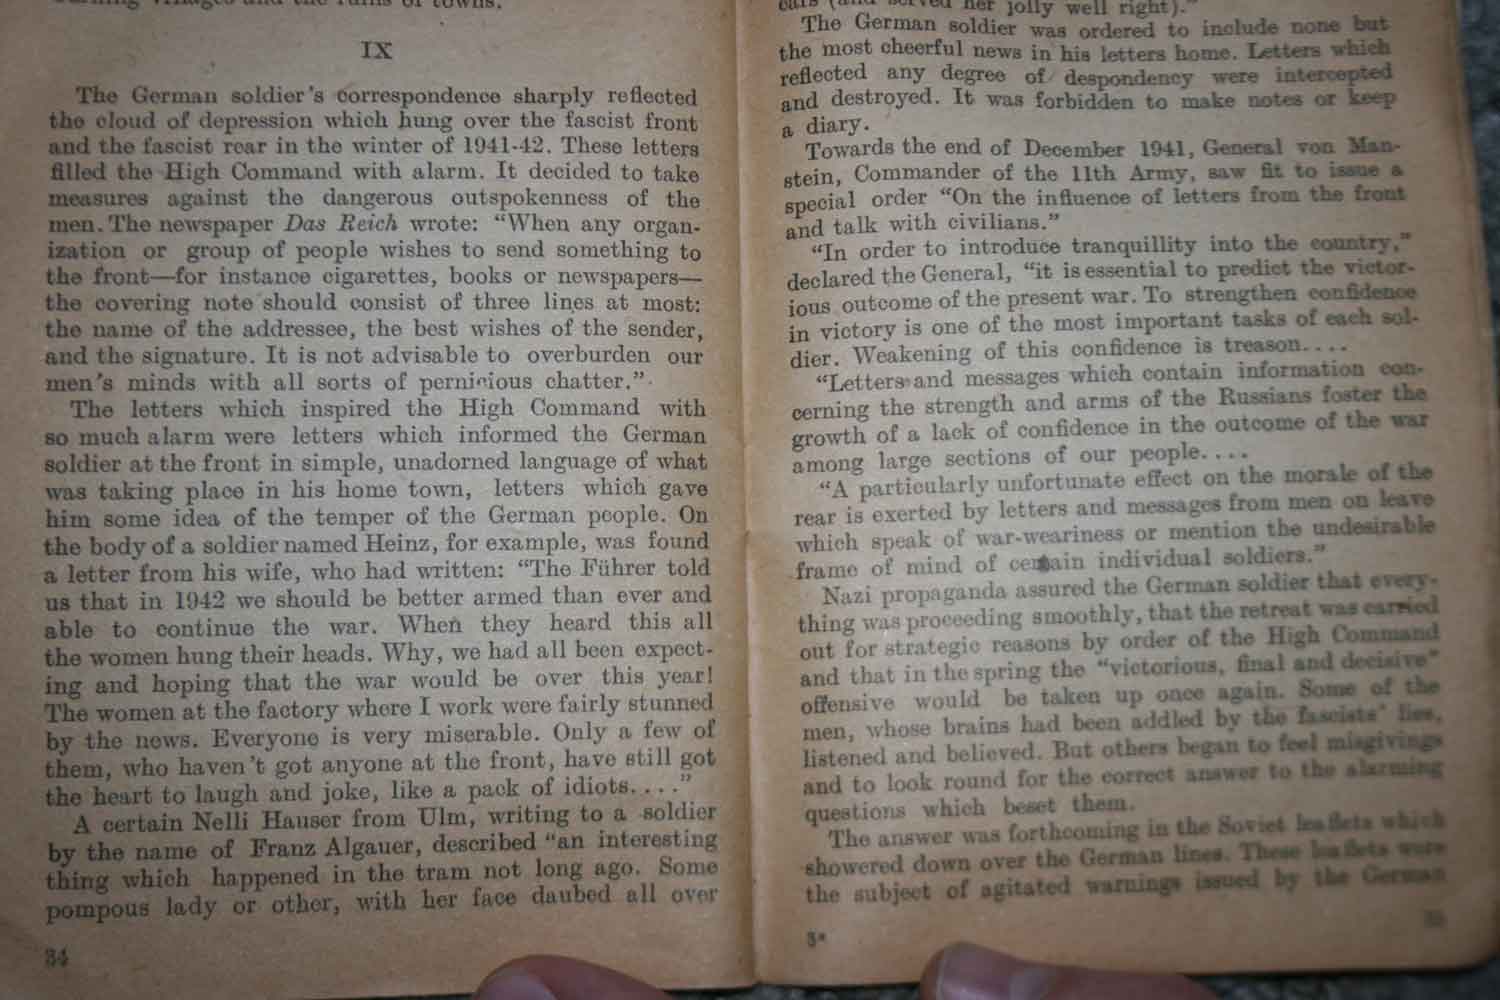 burning villages and the ruins of towns.
IX
The German soldier's correspondence sharply reflected
the cloud of depression which hung over the fascist front
and the fascist rear in the winter of 1941-42. These letters
filled the High Command with alarm. It decided to take
measures against the dangerous outspokenness of the
men. The newspaper Das Reich wrote: "When any organ-
ization or group of people wishes to send something to
the front—for instance cigarettes, books or newspapers—
the covering note should consist of three lines at most:
the name of the addressee, the best wishes of the sender,
and the signature. It is not advisable to overburden our
men's minds with all sorts of pernicious chatter."
The letters which inspired the High Command with
so much alarm were letters which informed the German
soldier at the front in simple, unadorned language of what
was taking place in his home town, letters which gave
him some idea of the temper of the German people. On
the body of a soldier named Heinz, for example, was found
a letter from his wife, who had written: "The Führer told
us that in 1942 we should be better armed than ever and
able to continue the war. When they heard this all
the women hung their heads. Why, we had all been expect-
ing and hoping that the war would be over this year!
The women at the factory where I work were fairly stunned
by the news. Everyone is very miserable. Only a few of
them, who haven't got anyone at the front, have still got
the heart to laugh and joke, like a pack of idiots...."
A certain Nelli Hauser from Ulm, writing to a soldier
by the name of Franz Algauer, described "an interesting
thing which happened in the tram not long ago. Some
pompous lady or other, with her face daubed all over
34
ears (and served her jolly well right)."
The German soldier was ordered to include none but
the most cheerful news in his letters home. Letters which
reflected any degree of despondency were intercepted
and destroyed. It was forbidden to make notes or keep
a diary.
Towards the end of December 1941, General von Man-
stein, Commander of the 11th Army, saw fit to issue a
special order "On the influence of letters from the front
and talk with civilians."
"In order to introduce tranquillity into the country,"
declared the General, "it is essential to predict the victor-
ious outcome of the present war. To strengthen confidence
in victory is one of the most important tasks of each sol-
dier. Weakening of this confidence is treason....
"Letters and messages which contain information con-
cerning the strength and arms of the Russians foster the
growth of a lack of confidence in the outcome of the war
among large sections of our people....
"A particularly unfortunate effect on the morale of the
rear is exerted by letters and messages from men on leave
which speak of war-weariness or mention the undesirable
frame of mind of certain individual soldiers."
Nazi propaganda assured the German soldier that every-
thing was proceeding smoothly, that the retreat was carried
out for strategic reasons by order of the High Command
and that in the spring the "victorious, final and decisive"
offensive would be taken up once again. Some of the
men, whose brains had been addled by the fascists' lies,
listened and believed. But others began to feel misgivings
and to look round for the correct answer to the alarming
questions which beset them.
The answer was forthcoming in the Soviet leaflets which
showered down over the German lines. These leaflets were
the subject of agitated warnings issued by the German
3*